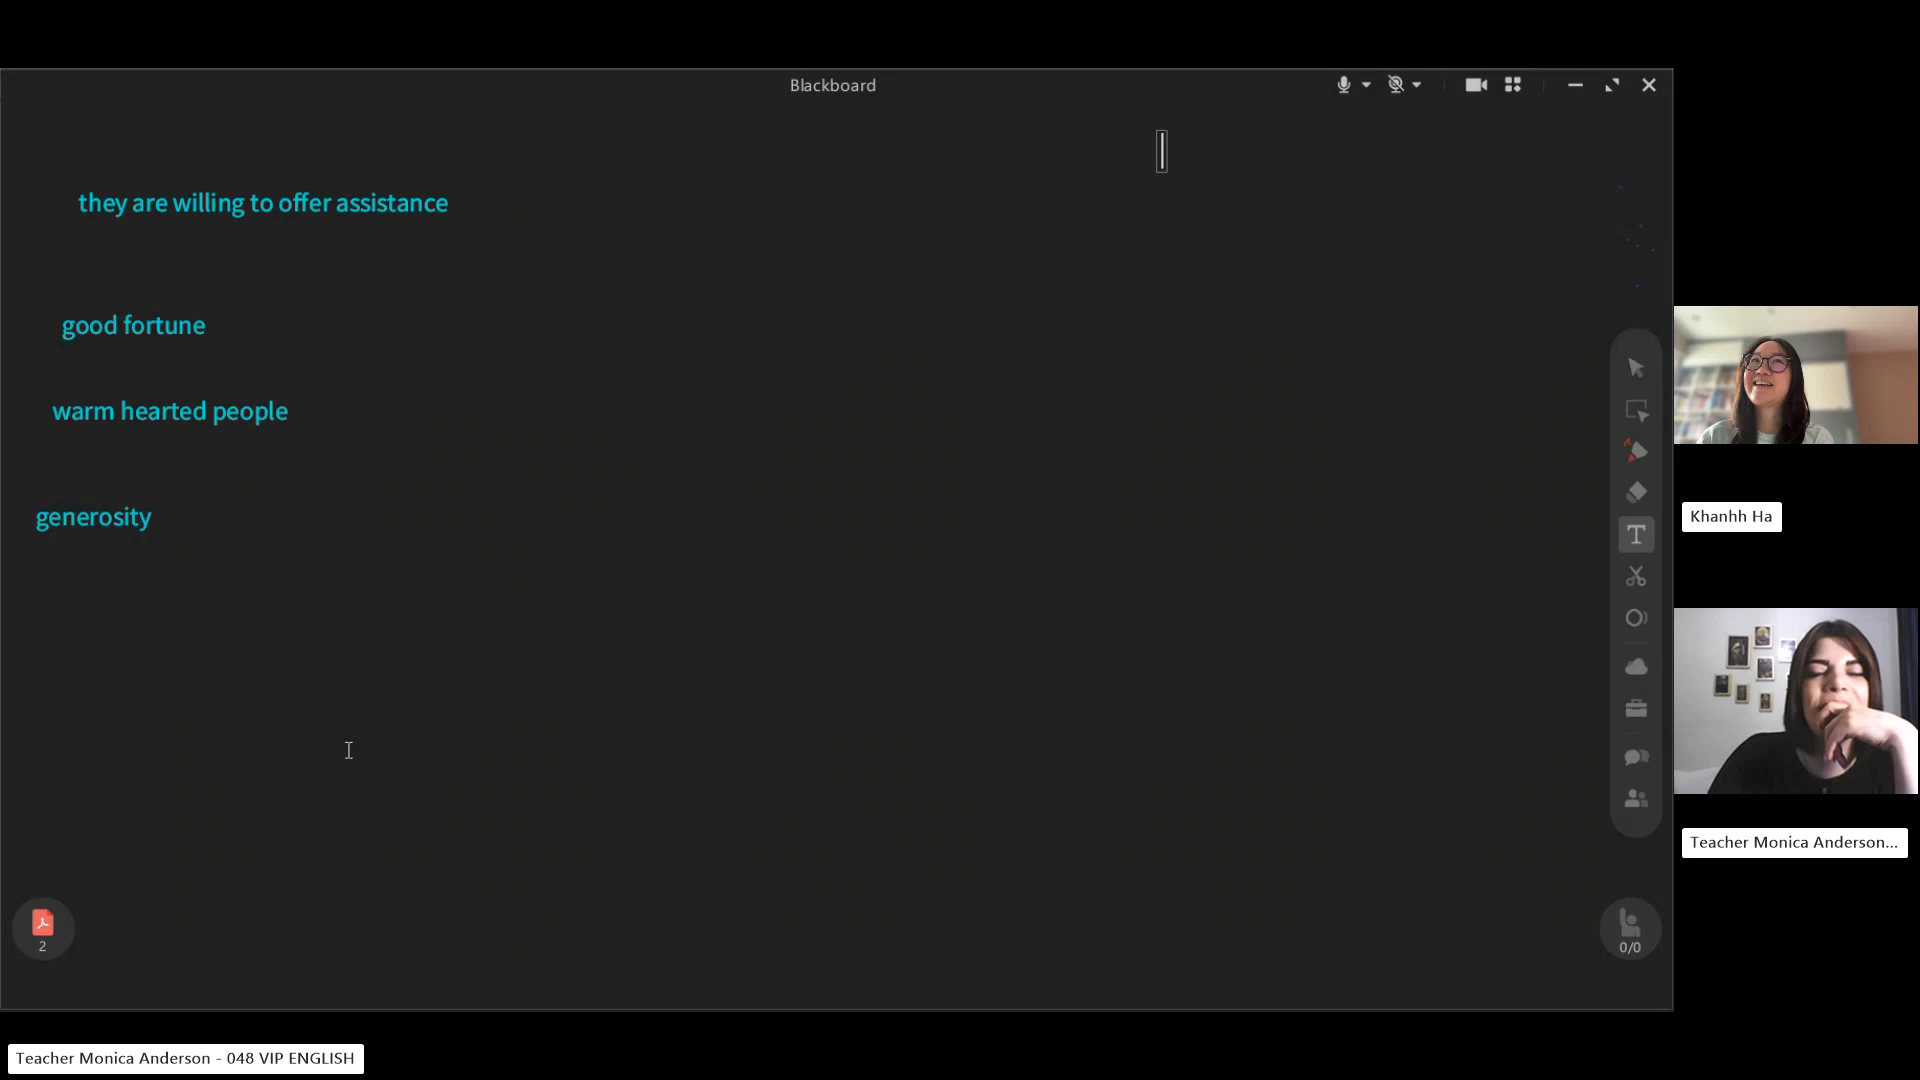 Blackboard
they are willing to offer assistance
good fortune
warm hearted people
generosity
T
2
0/0
Khanhh Ha
Teacher Monica Anderson...
Teacher Monica Anderson - 048 VIP ENGLISH